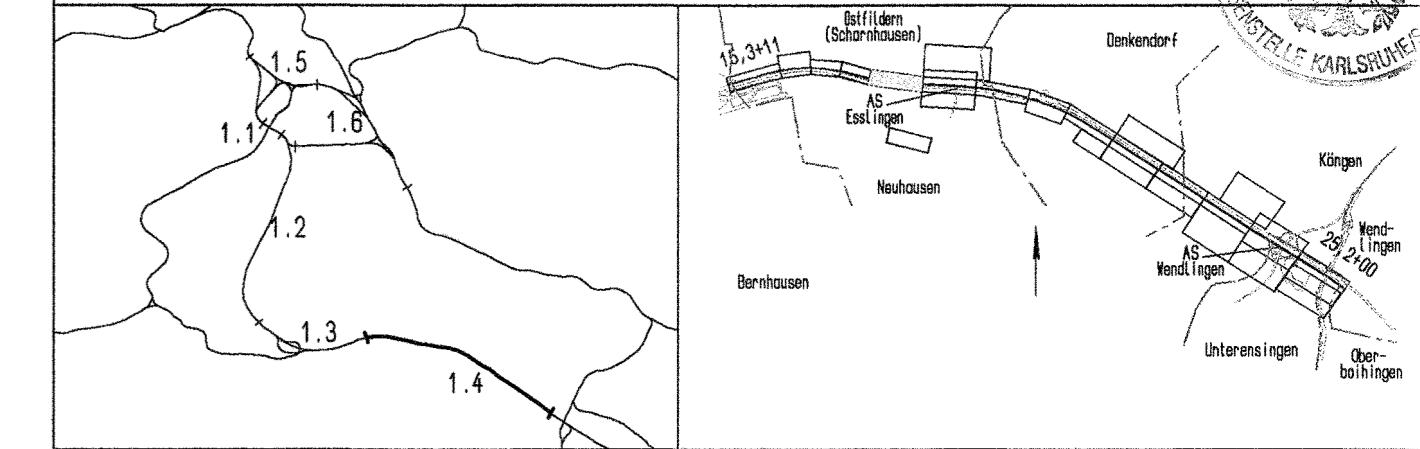 1.5
1.1
1.6
1.2
1.3
1.4
Ostfildern
(Scharnhausen)
Denkendorf
15,3+11
AS
Esslingen
Neuhausen
Bernhausen
Köngen
Wend-
lingen
25,2+00
AS
Wendlingen
Unterensingen
Ober-
boihingen
ENSTELLE KARLSRUHE